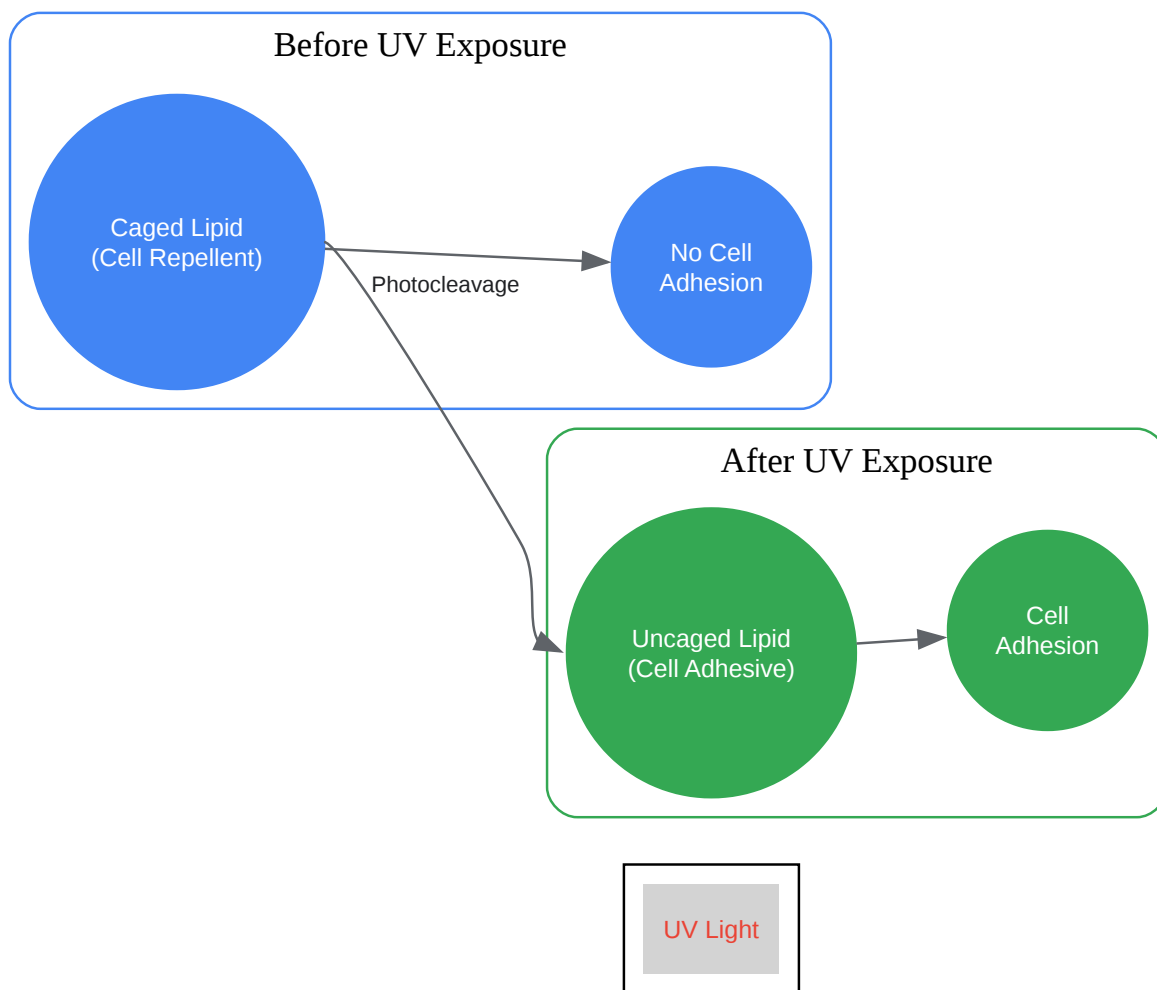 Before UV Exposure
Caged Lipid
(Cell Repellent)
No Cell
Adhesion
Photocleavage
After UV Exposure
Uncaged Lipid
(Cell Adhesive)
Cell
Adhesion
UV Light